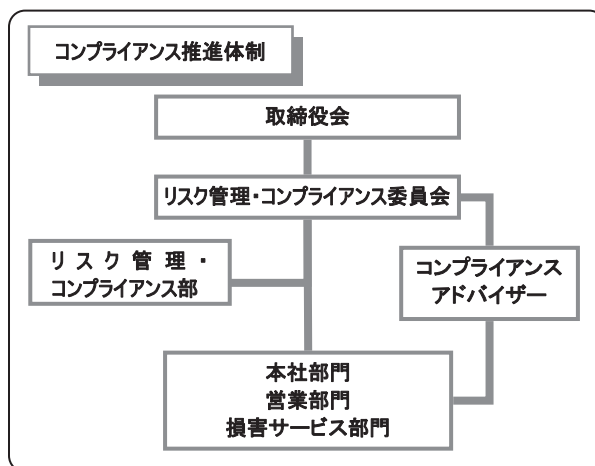 コンプライアンス推進体制
取締役会
リスク管理・コンプライアンス委員会
リスク管理・
コンプライアンス部
コンプライアンス
アドバイザー
本社部門
営業部門
損害サービス部門